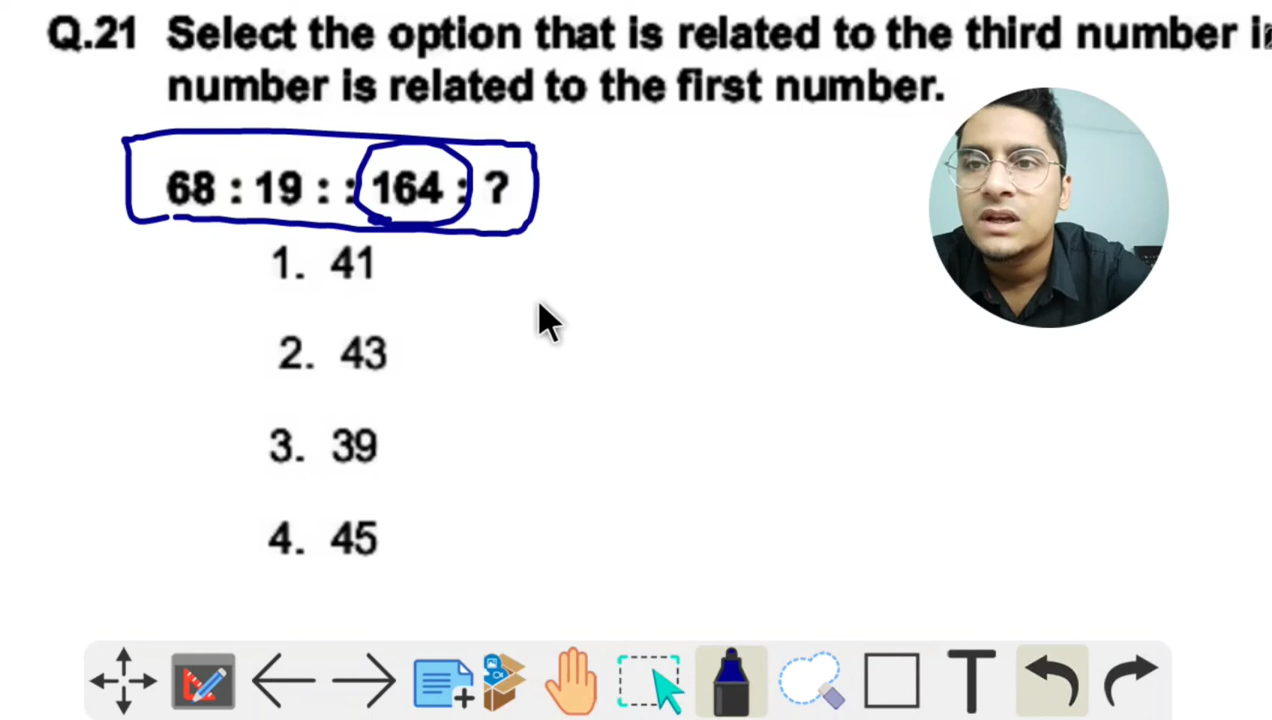 Q.21 Select the option that is related to the third number
number is related to the first number.
68 : 19 : : 164 : ?
1. 41
2. 43
3. 39
4. 45
T